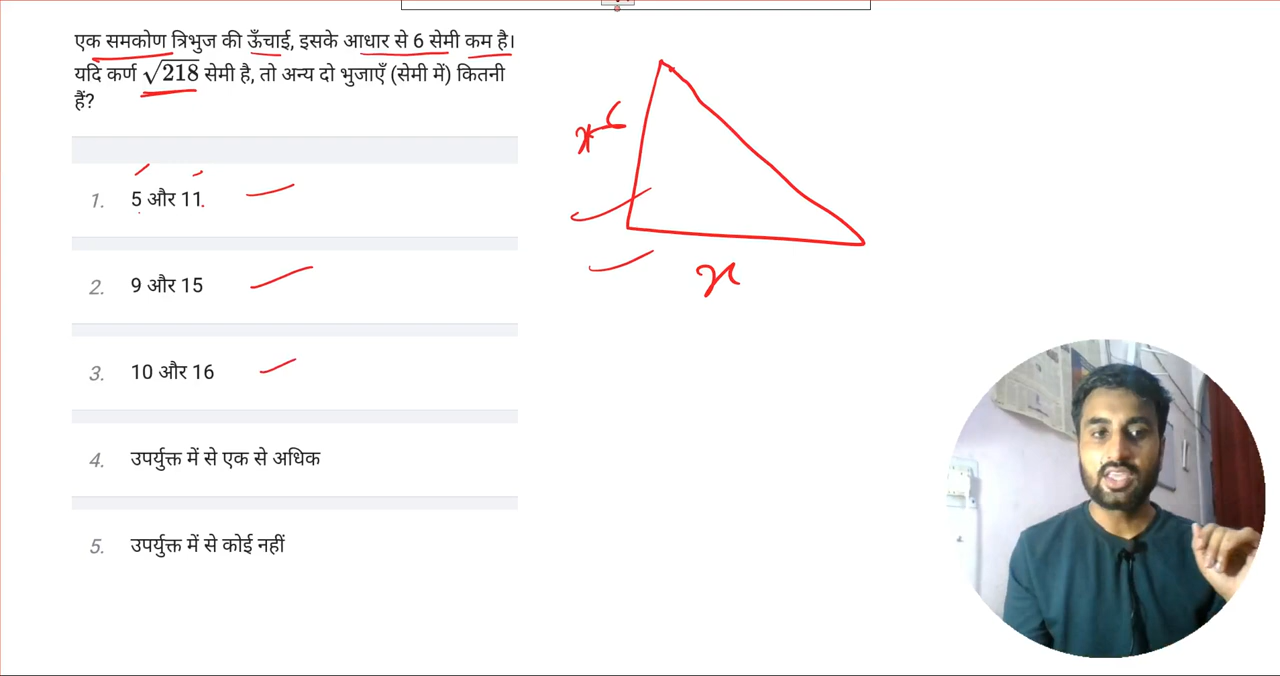 एक समकोण त्रिभुज की ऊँचाई, इसके आधार से 6 सेमी कम है।
यदि कर्ण √218 सेमी है, तो अन्य दो भुजाएँ (सेमी में) कितनी
हैं?
1. 5 और 11
2. 9 और 15
3. 10 और 16
4. उपर्युक्त में से एक से अधिक
5. उपर्युक्त में से कोई नहीं
x-6
x